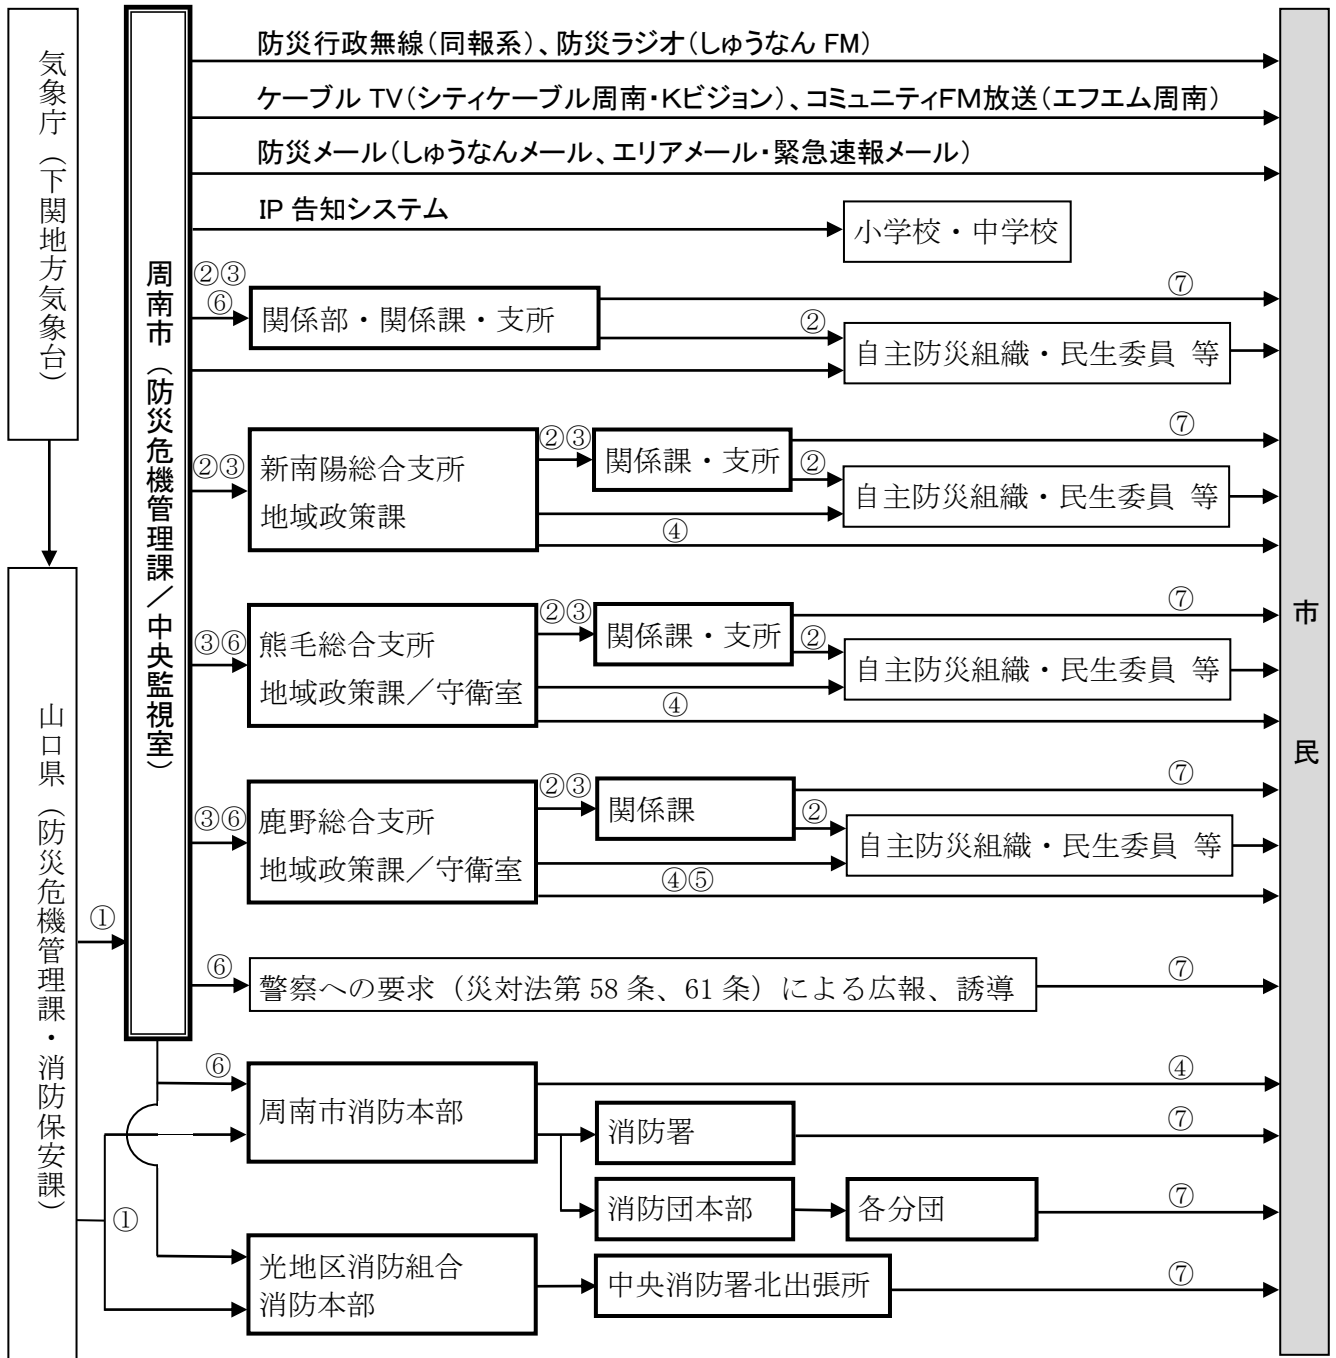 気象庁（下関地方気象台）
山口県（防災危機管理課・消防保安課）
①
①
周南市（防災危機管理課／中央監視室）
防災行政無線（同報系）、防災ラジオ（しゅうなん FM）
ケーブル TV（シティケーブル周南・Kビジョン）、コミュニティFM放送（エフエム周南）
防災メール（しゅうなんメール、エリアメール・緊急速報メール）
IP 告知システム
小学校・中学校
②③
⑥
関係部・関係課・支所
⑦
②
自主防災組織・民生委員 等
②③
新南陽総合支所
地域政策課
②③
関係課・支所
⑦
②
自主防災組織・民生委員 等
④
③⑥
熊毛総合支所
地域政策課／守衛室
②③
関係課・支所
⑦
②
自主防災組織・民生委員 等
④
③⑥
鹿野総合支所
地域政策課／守衛室
②③
関係課
⑦
②
自主防災組織・民生委員 等
④⑤
⑥
警察への要求（災対法第 58 条、61 条）による広報、誘導
⑦
⑥
周南市消防本部
④
消防署
⑦
消防団本部
各分団
⑦
光地区消防組合
消防本部
中央消防署北出張所
⑦
市民